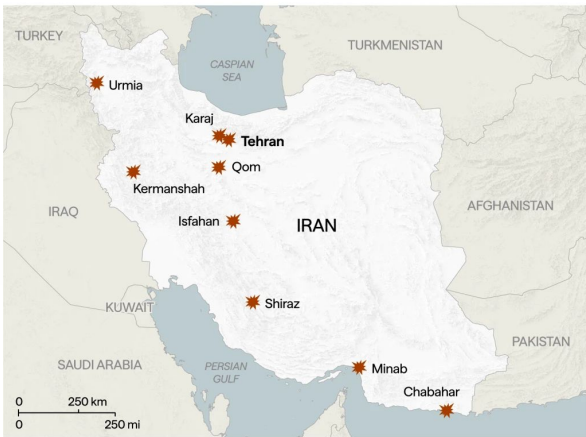 TURKEY
CASPIAN
SEA
TURKMENISTAN
Urmia
Karaj
Tehran
Qom
Kermanshah
IRAQ
Isfahan
IRAN
AFGHANISTAN
Shiraz
KUWAIT
PAKISTAN
SAUDI ARABIA
PERSIAN
GULF
Minab
Chabahar
0 250 km
0 250 mi